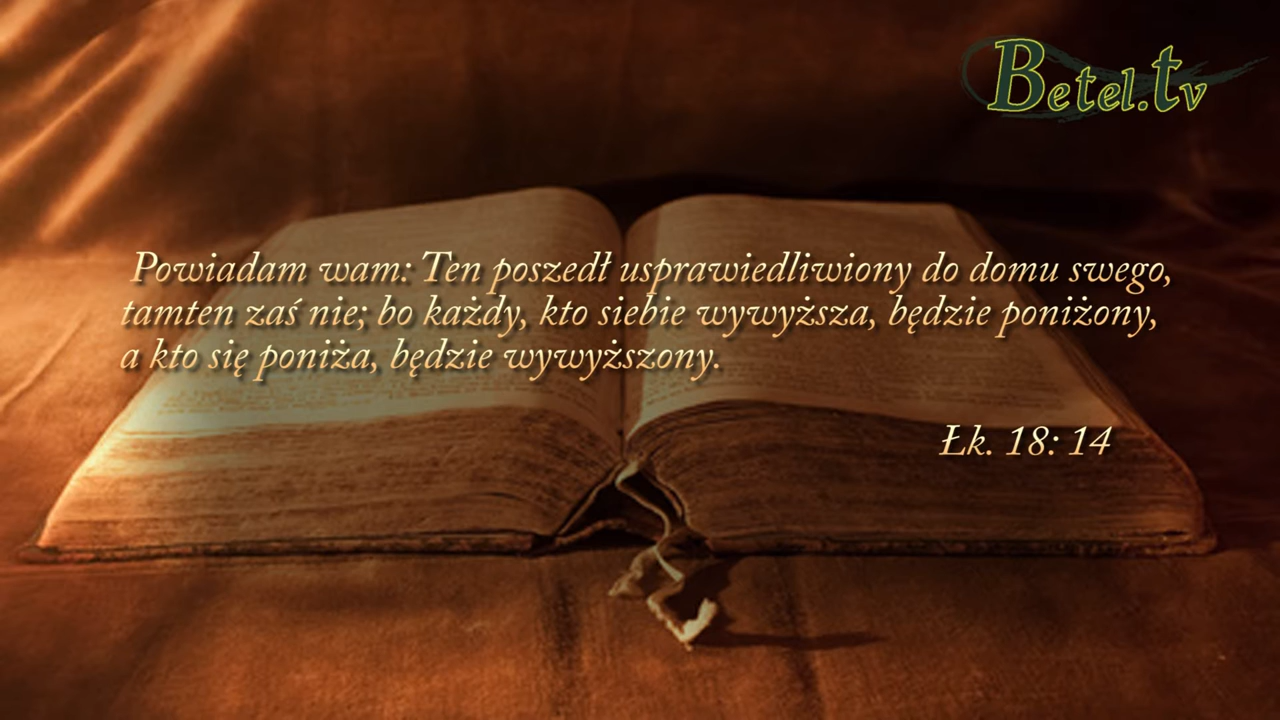 Betel.tv
Powiadam wam: Ten poszedł usprawiedliwiony do domu swego,
tamten zaś nie; bo każdy, kto siebie wywyższa, będzie poniżony,
a kto się poniża, będzie wywyższony.
Łk. 18: 14